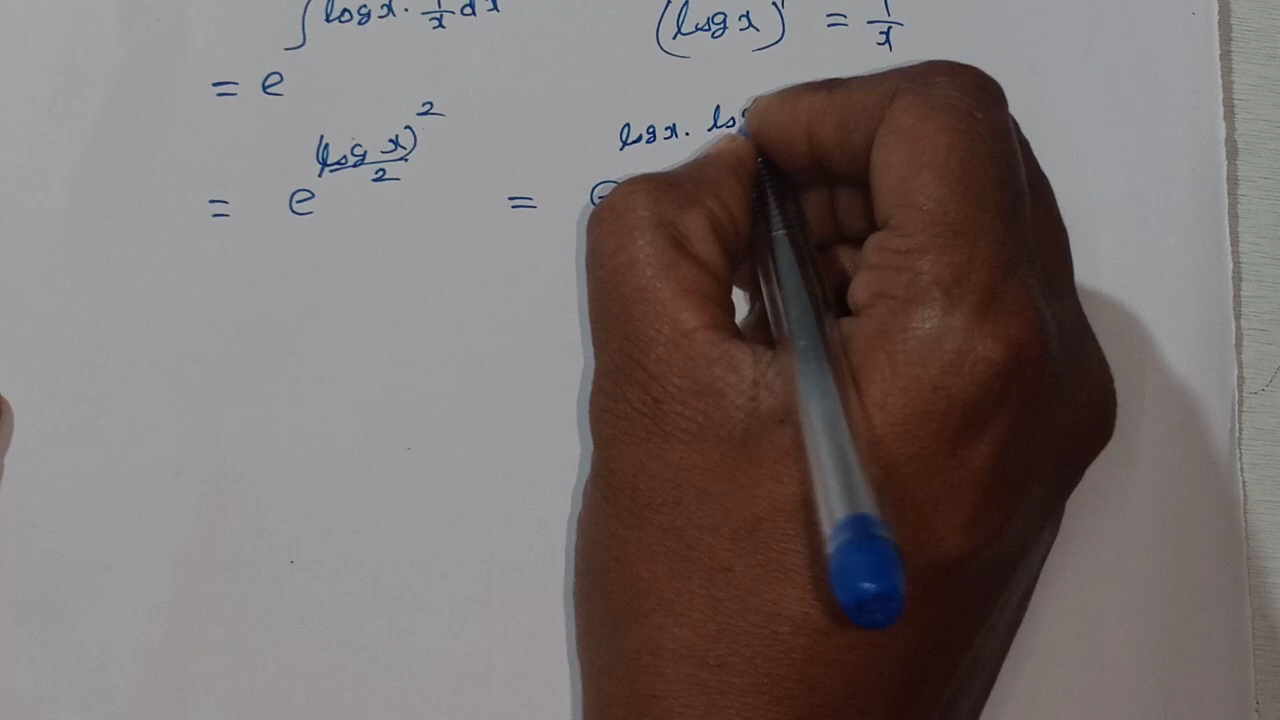 ∫ log x · 1/x dx (log x)' = 1/x
= e
= e^((log x)^2/2) = e^(log x · lo